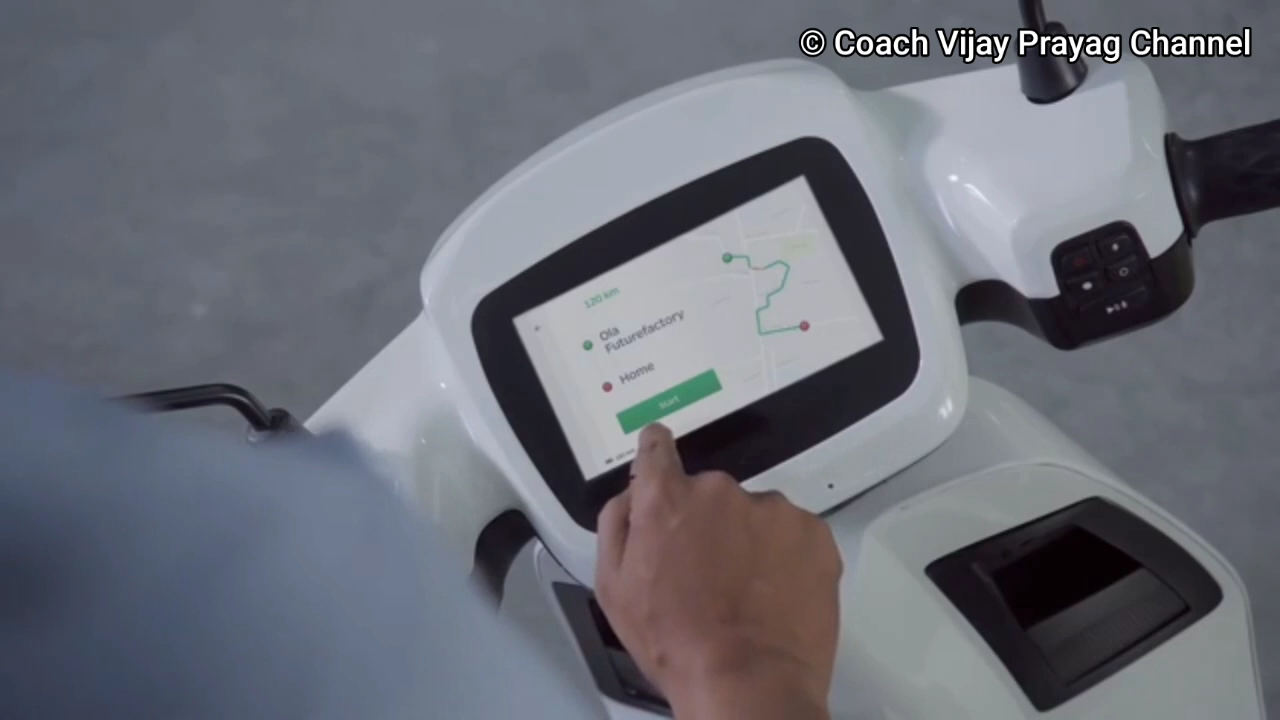 © Coach Vijay Prayag Channel
120 km
Ola
Futurefactory
Home
Start